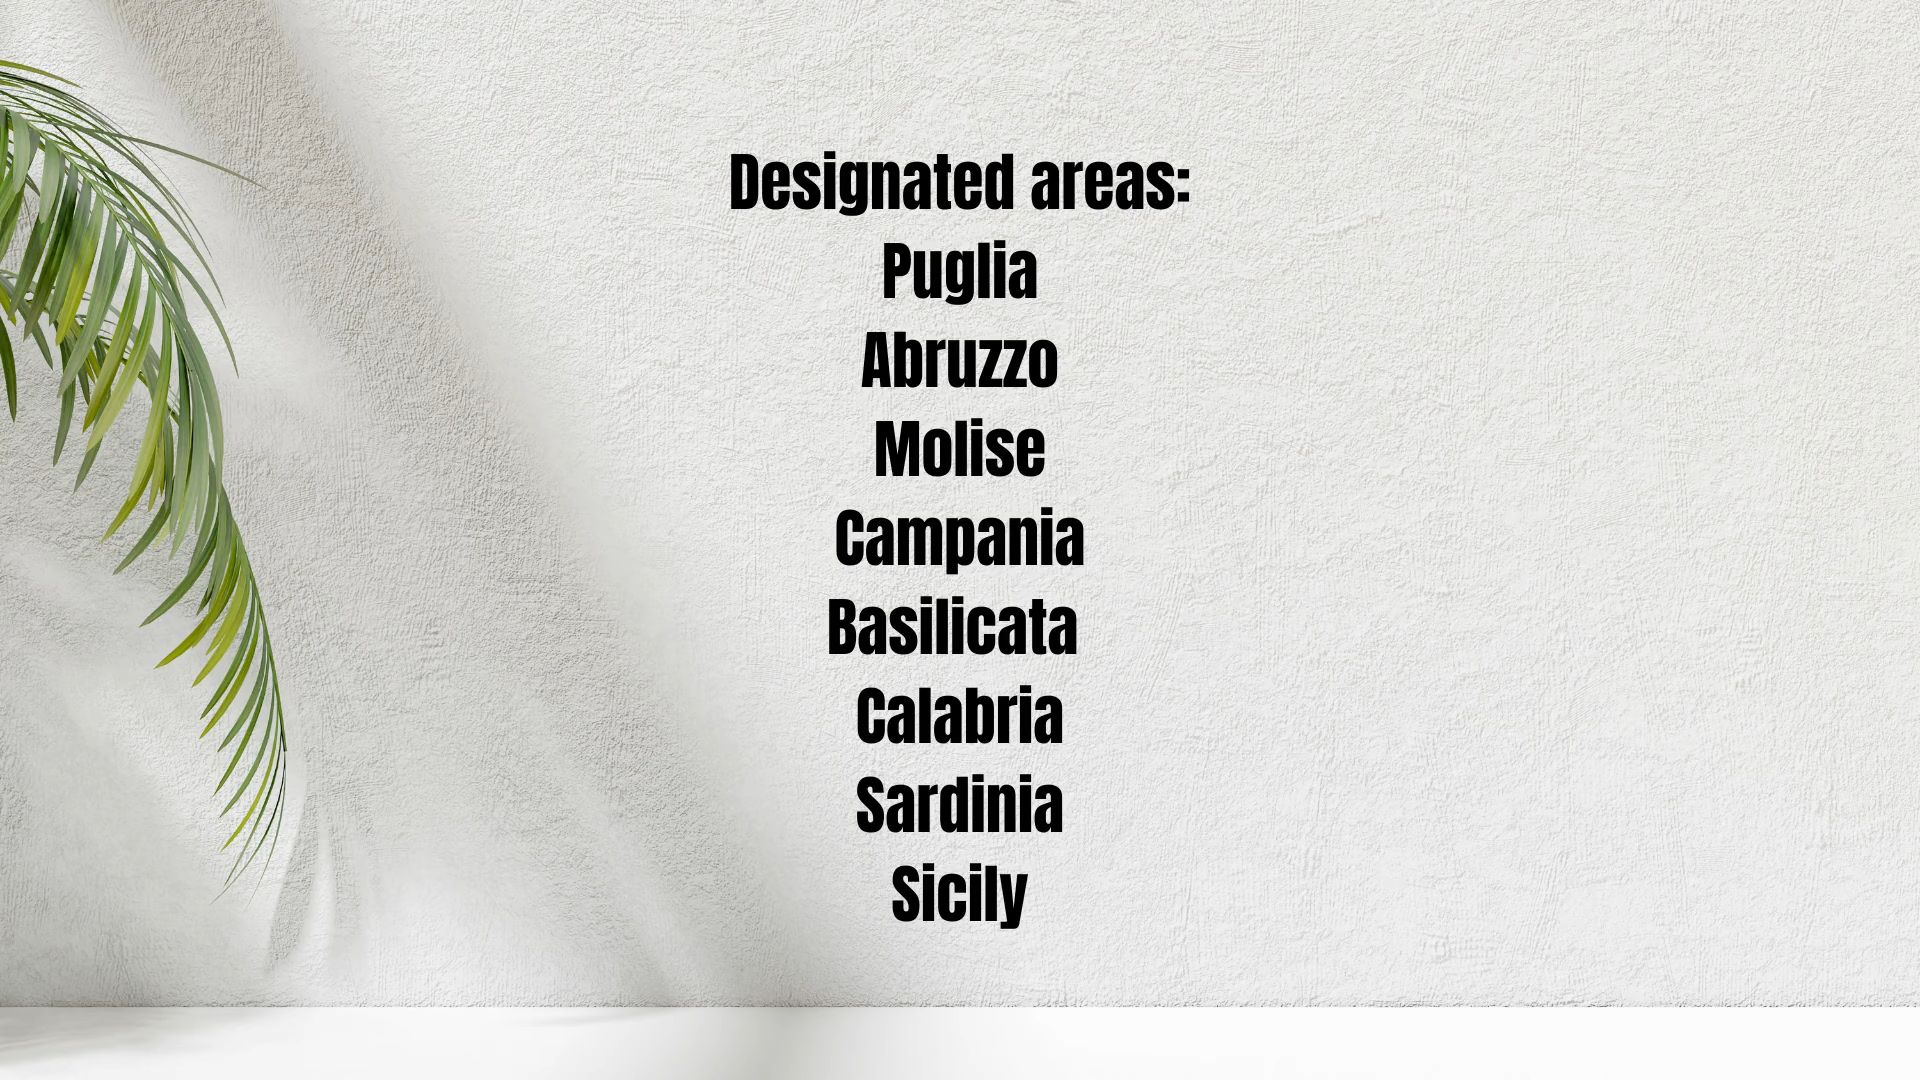 Designated areas:
Puglia
Abruzzo
Molise
Campania
Basilicata
Calabria
Sardinia
Sicily